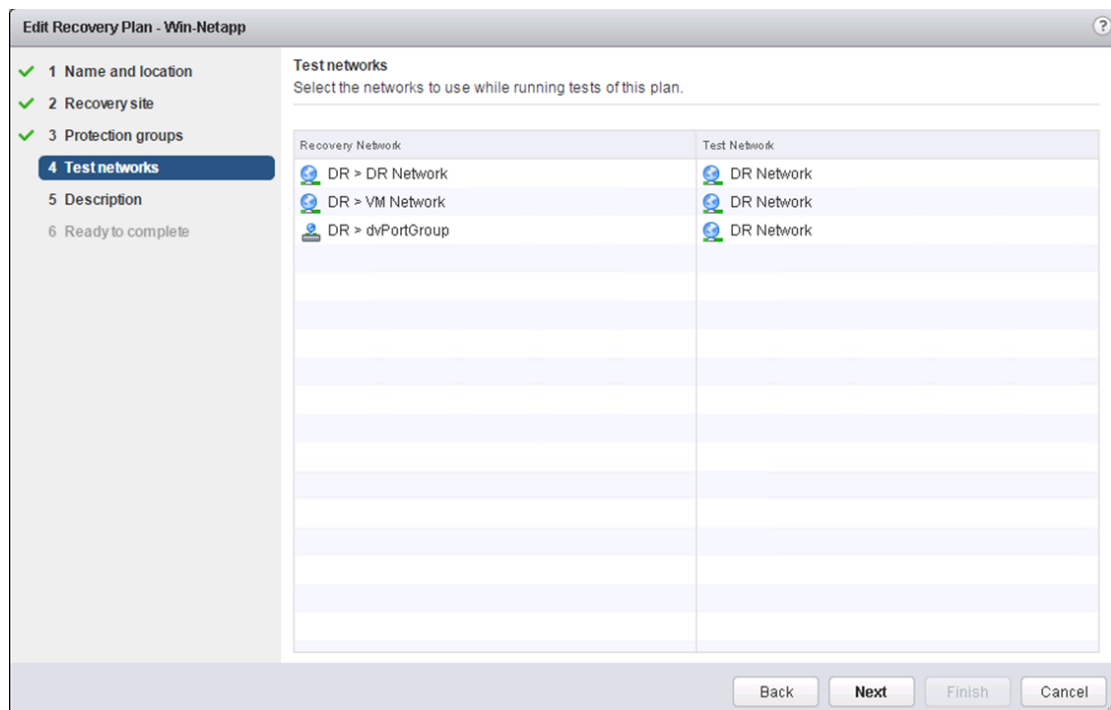 Edit Recovery Plan - Win-Netapp
?
1 Name and location
2 Recovery site
3 Protection groups
4 Test networks
5 Description
6 Ready to complete
Test networks
Select the networks to use while running tests of this plan.
Recovery Network Test Network
DR > DR Network DR Network
DR > VM Network DR Network
DR > dvPortGroup DR Network
Back Next Finish Cancel